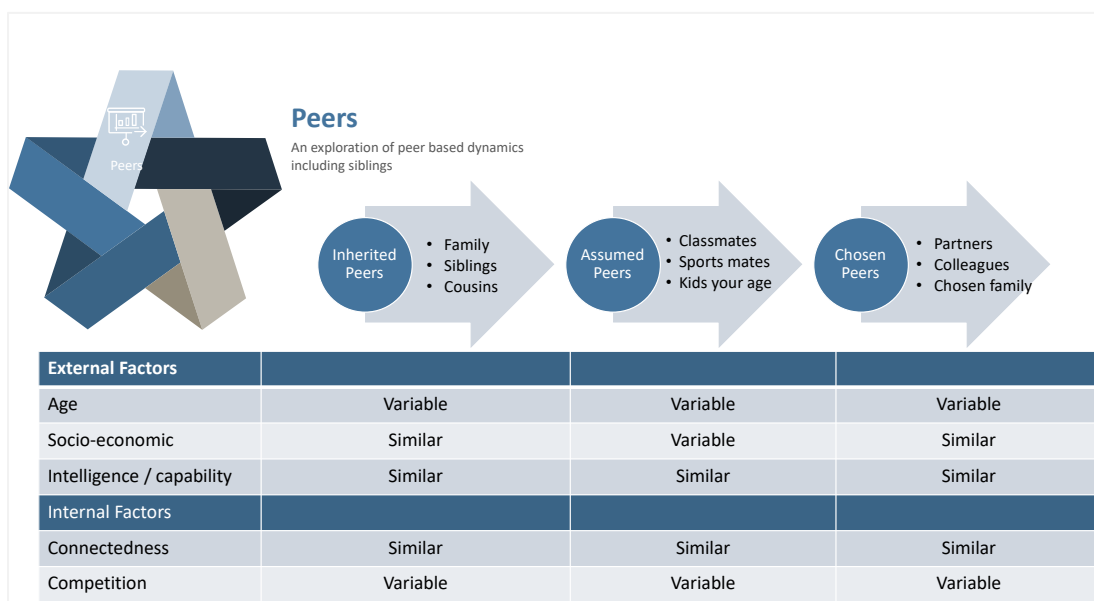 Peers
Peers
An exploration of peer based dynamics
including siblings
Inherited
Peers
• Family
• Siblings
• Cousins
Assumed
Peers
• Classmates
• Sports mates
• Kids your age
Chosen
Peers
• Partners
• Colleagues
• Chosen family
External Factors
Age Variable Variable Variable
Socio-economic Similar Variable Similar
Intelligence / capability Similar Similar Similar
Internal Factors
Connectedness Similar Similar Similar
Competition Variable Variable Variable